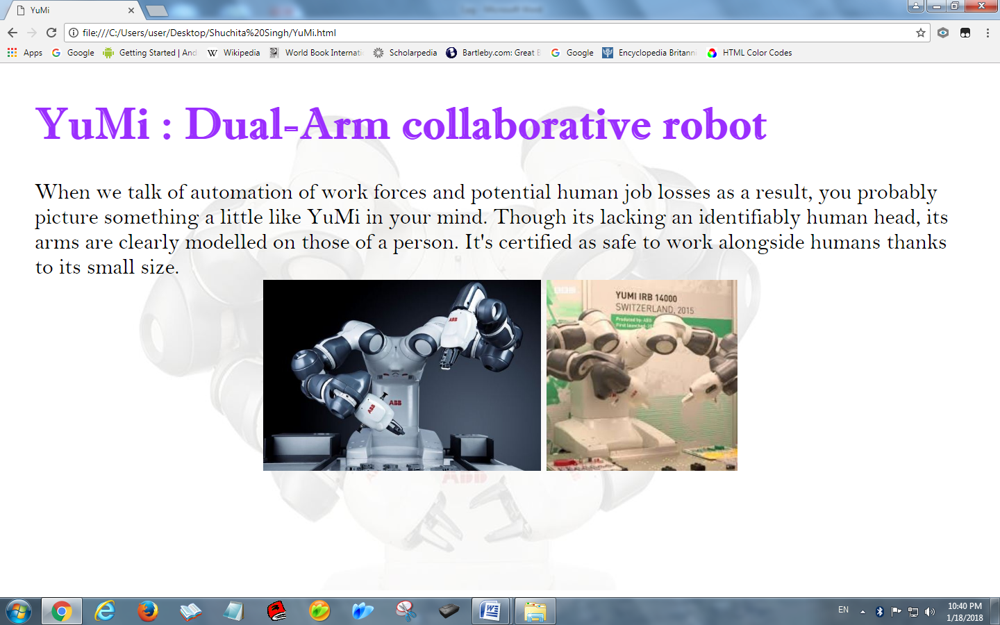 YuMi
file:///C:/Users/user/Desktop/Shuchita%20Singh/YuMi.html
Apps Google Getting Started | And Wikipedia World Book Internati Scholarpedia Bartleby.com: Great B Google Encyclopedia Britanni HTML Color Codes
YuMi : Dual-Arm collaborative robot
When we talk of automation of work forces and potential human job losses as a result, you probably
picture something a little like YuMi in your mind. Though its lacking an identifiably human head, its
arms are clearly modelled on those of a person. It's certified as safe to work alongside humans thanks
to its small size.
ABB
ABB
ABB
YUMI IRB 14000
SWITZERLAND, 2015
Produced by: ABB
First launched:
ABB
EN
10:40 PM
1/18/2018